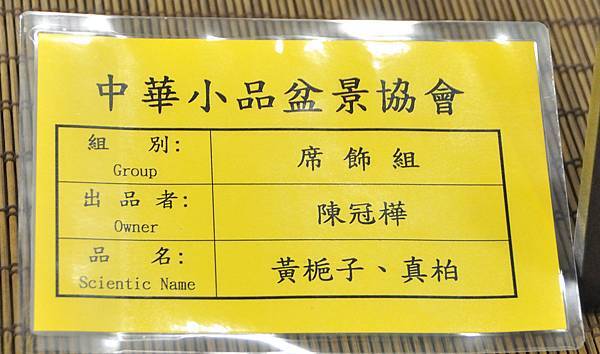 中華小品盆景協會
組 別: 席飾組
Group
出品者: 陳冠樺
Owner
品 名: 黃梔子、真柏
Scientic Name